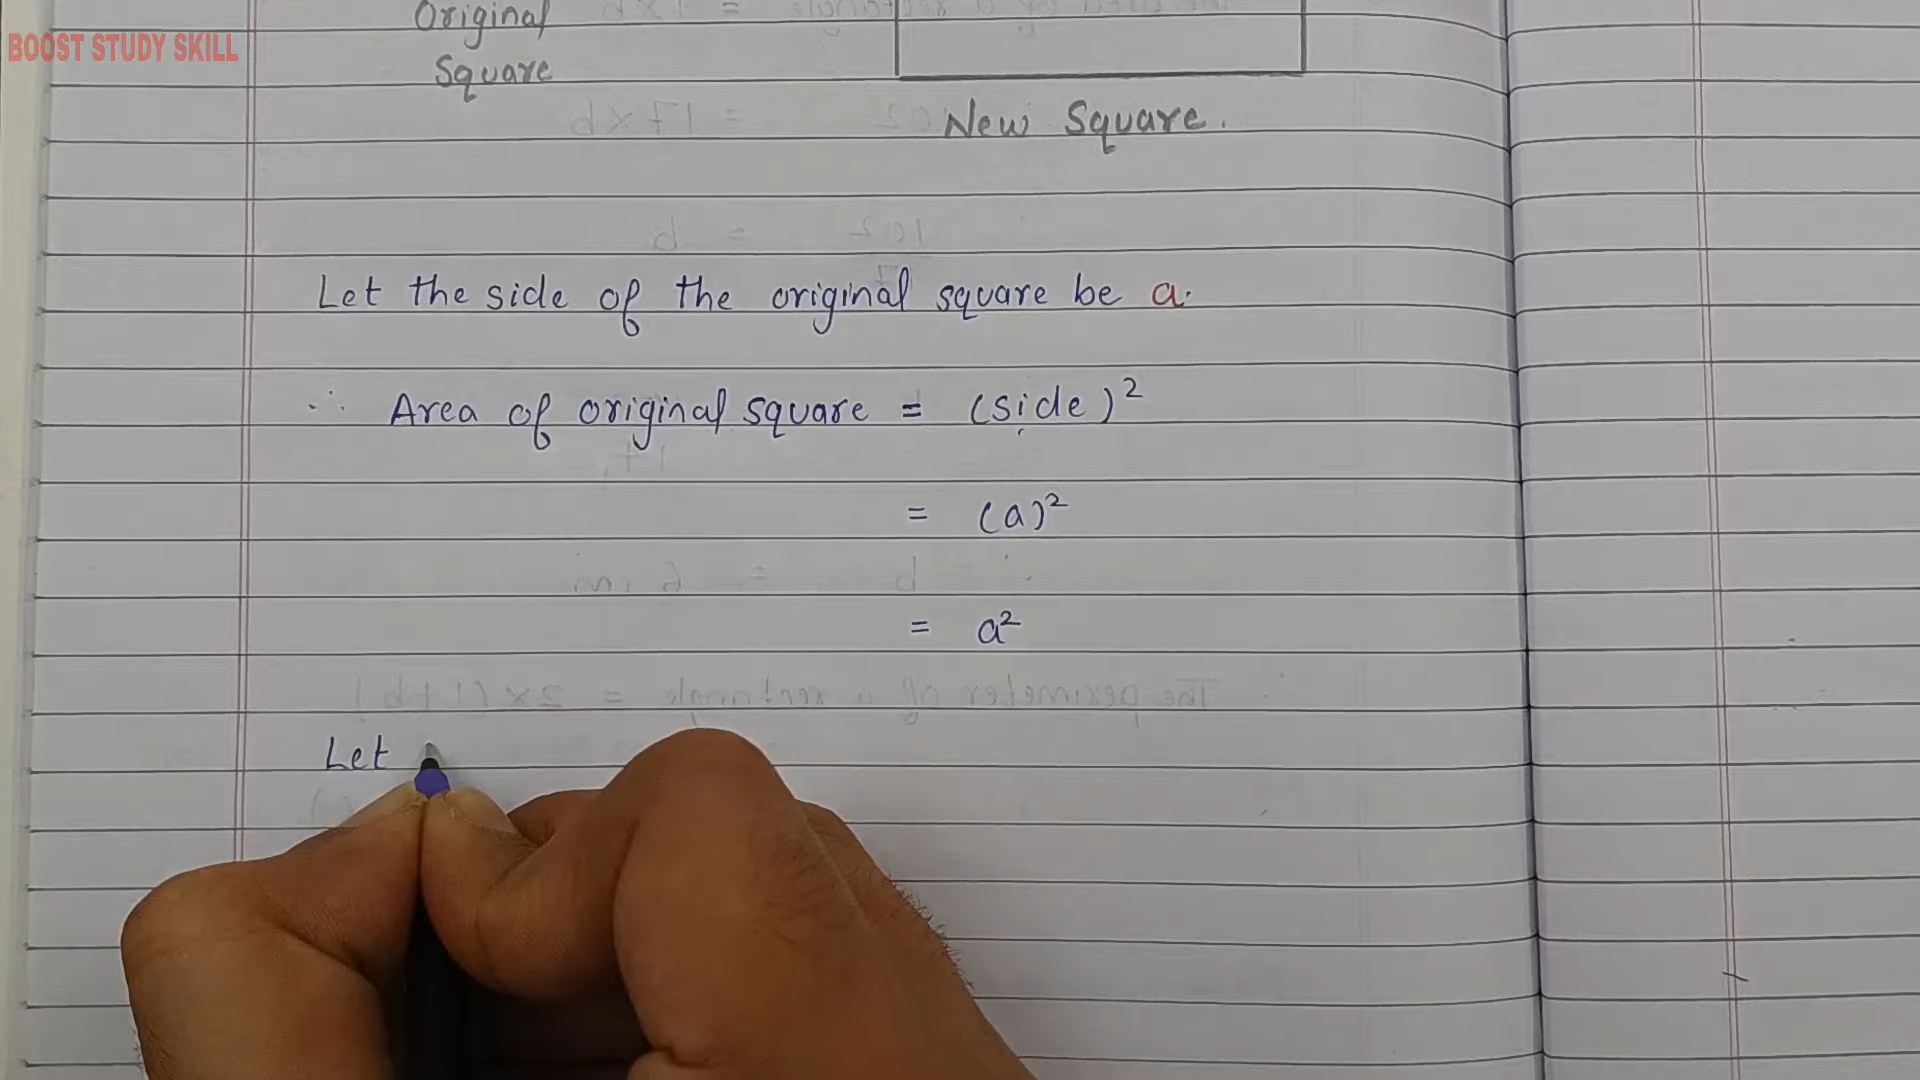 BOOST STUDY SKILL
Original
Square
New Square.
Let the side of the original square be a.
∴ Area of original square = (side)²
= (a)²
= a²
Let